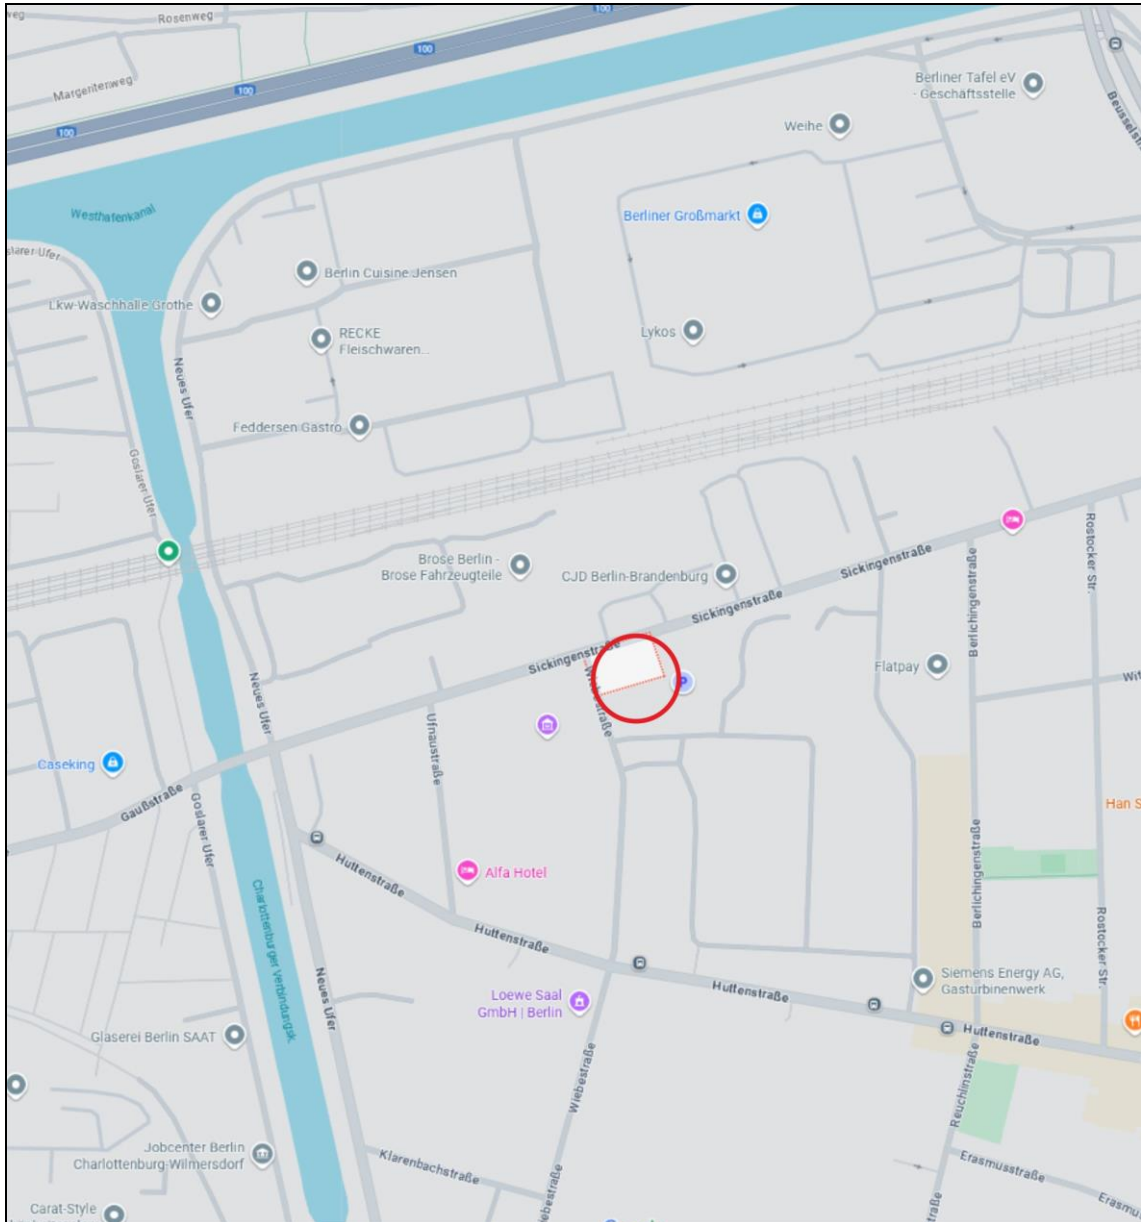 Rosenweg
100
100
Margeritenweg
100
100
Berliner Tafel eV
- Geschäftsstelle
Weihe
Westhafenkanal
Berliner Großmarkt
Berlin Cuisine Jensen
Lkw-Waschhalle Grothe
RECKE
Fleischwaren...
Lykos
Neues Ufer
Feddersen Gastro
Goslarer Ufer
Rostocker Str.
Brose Berlin -
Brose Fahrzeugteile
CJD Berlin-Brandenburg
Sickingenstraße
Sickingenstraße
Sickingenstraße
Berlichingenstraße
Flatpay
Neues Ufer
Ufnaustraße
Caseking
Gaußstraße
Goslarer Ufer
Han S
Huttenstraße
Alfa Hotel
Berlichingenstraße
Charlottenburger Verbindungsk.
Huttenstraße
Rostocker Str.
Siemens Energy AG,
Gasturbinenwerk
Huttenstraße
Loewe Saal
GmbH | Berlin
Neues Ufer
Huttenstraße
Glaserei Berlin SAAT
Wiebestraße
Reuchlinstraße
Jobcenter Berlin
Charlottenburg-Wilmersdorf
Klarenbachstraße
Erasmusstraße
Carat-Style